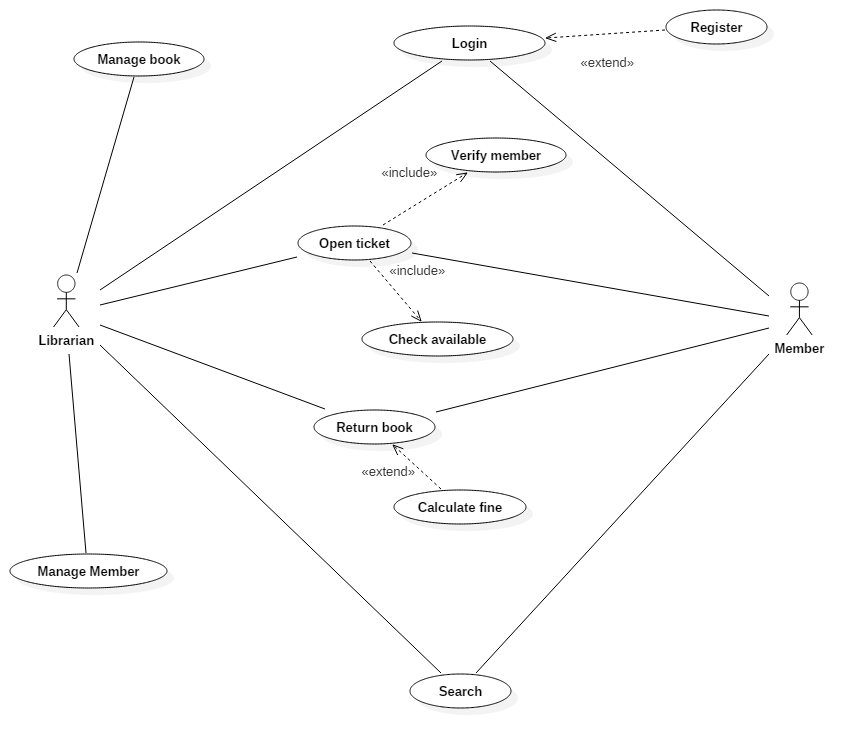 Register
Login
Manage book
«extend»
Verify member
«include»
Open ticket
«include»
Librarian
Check available
Member
Return book
«extend»
Calculate fine
Manage Member
Search